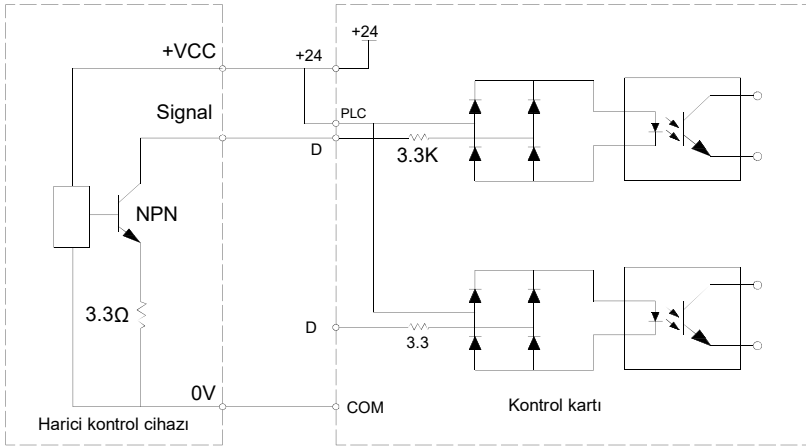 +24
+VCC
+24
Signal
PLC
D
3.3K
NPN
3.3Ω
D
3.3
0V
COM
Harici kontrol cihazı
Kontrol kartı